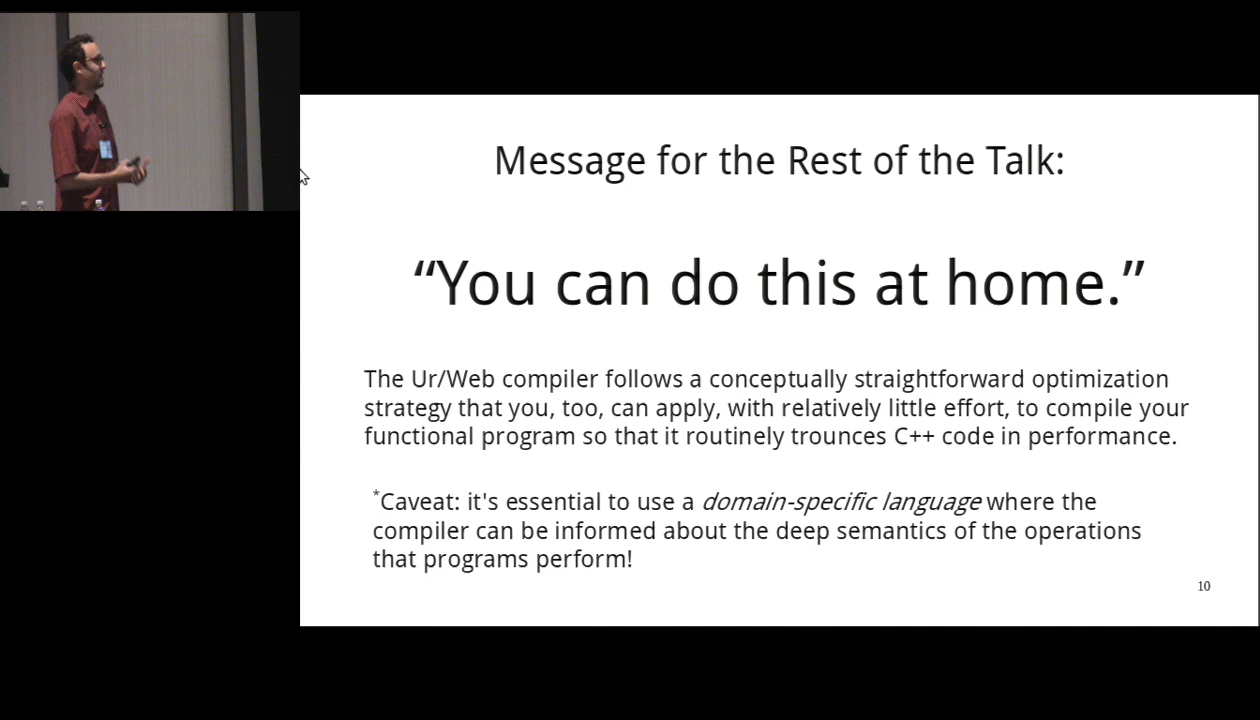 Message for the Rest of the Talk:
“You can do this at home.”
The Ur/Web compiler follows a conceptually straightforward optimization
strategy that you, too, can apply, with relatively little effort, to compile your
functional program so that it routinely trounces C++ code in performance.
*Caveat: it's essential to use a domain-specific language where the
compiler can be informed about the deep semantics of the operations
that programs perform!
10